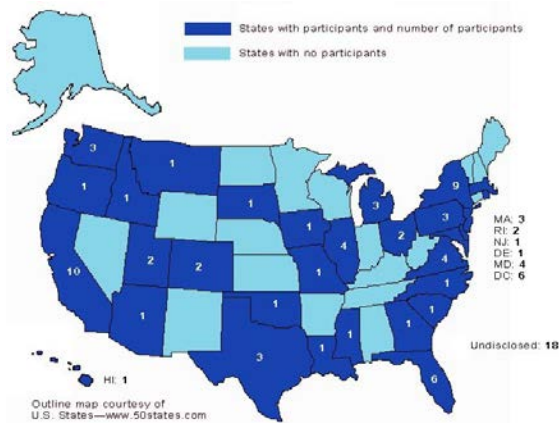 States with participants and number of participants
States with no participants
3
1
1
1
1
9
3
3
1
4
2
10
2
2
1
4
1
1
1
1
1
1
3
1
1
6
MA: 3
RI: 2
NJ: 1
DE: 1
MD: 4
DC: 6
Undisclosed: 18
HI: 1
Outline map courtesy of
U.S. States—www.50states.com